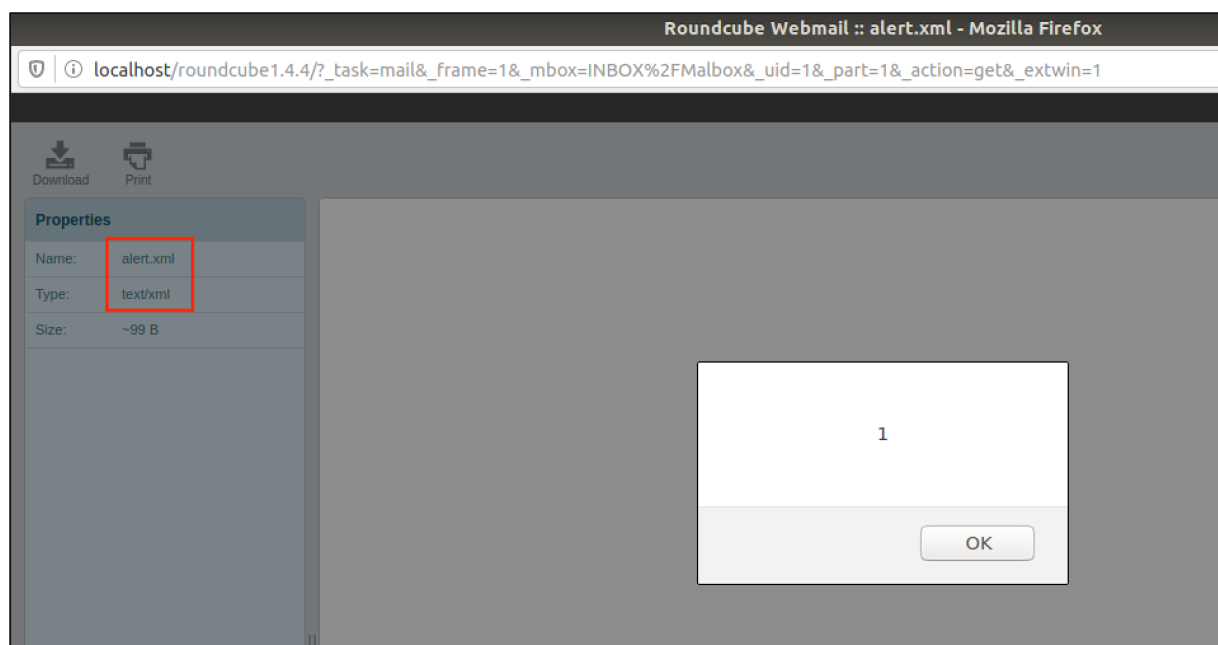 Roundcube Webmail :: alert.xml - Mozilla Firefox
localhost/roundcube1.4.4/?_task=mail&_frame=1&_mbox=INBOX%2FMalbox&_uid=1&_part=1&_action=get&_extwin=1
Download Print
Properties
Name: alert.xml
Type: text/xml
Size: ~99 B
1
OK